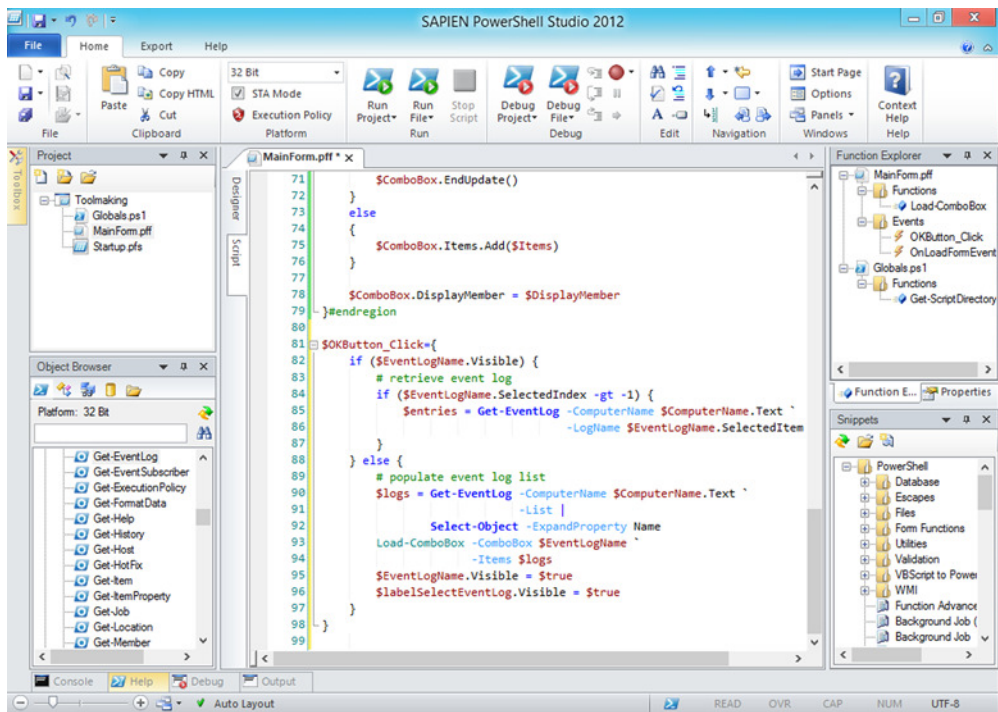 SAPIEN PowerShell Studio 2012
File Home Export Help
Paste
Copy
Copy HTML
Cut
32 Bit
STA Mode
Execution Policy
Run Project
Run File
Stop Script
Debug Project
Debug File
Start Page
Options
Panels
Context Help
File Clipboard Platform Run Debug Edit Navigation Windows Help
Toolbox
Project
Toolmaking
Globals.ps1
MainForm.pff
Startup.pfs
Object Browser
Platform: 32 Bit
Get-EventLog
Get-EventSubscriber
Get-ExecutionPolicy
Get-FormatData
Get-Help
Get-History
Get-Host
Get-HotFix
Get-Item
Get-ItemProperty
Get-Job
Get-Location
Get-Member
MainForm.pff *
Designer
Script
71 $ComboBox.EndUpdate()
72 }
73 else
74 {
75 $ComboBox.Items.Add($Items)
76 }
77
78 $ComboBox.DisplayMember = $DisplayMember
79 }#endregion
80
81 $OKButton_Click={
82 if ($EventLogName.Visible) {
83 # retrieve event log
84 if ($EventLogName.SelectedIndex -gt -1) {
85 $entries = Get-EventLog -ComputerName $ComputerName.Text `
86 -LogName $EventLogName.SelectedItem
87 }
88 } else {
89 # populate event log list
90 $logs = Get-EventLog -ComputerName $ComputerName.Text `
91 -List |
92 Select-Object -ExpandProperty Name
93 Load-ComboBox -ComboBox $EventLogName `
94 -Items $logs
95 $EventLogName.Visible = $true
96 $labelSelectEventLog.Visible = $true
97 }
98 }
99
Function Explorer
MainForm.pff
Functions
Load-ComboBox
Events
OKButton_Click
OnLoadFormEvent
Globals.ps1
Functions
Get-ScriptDirectory
Function E... Properties
Snippets
PowerShell
Database
Escapes
Files
Form Functions
Utilities
Validation
VBScript to Power
WMI
Function Advance
Background Job (
Background Job
Console Help Debug Output
Auto Layout
READ OVR CAP NUM UTF-8